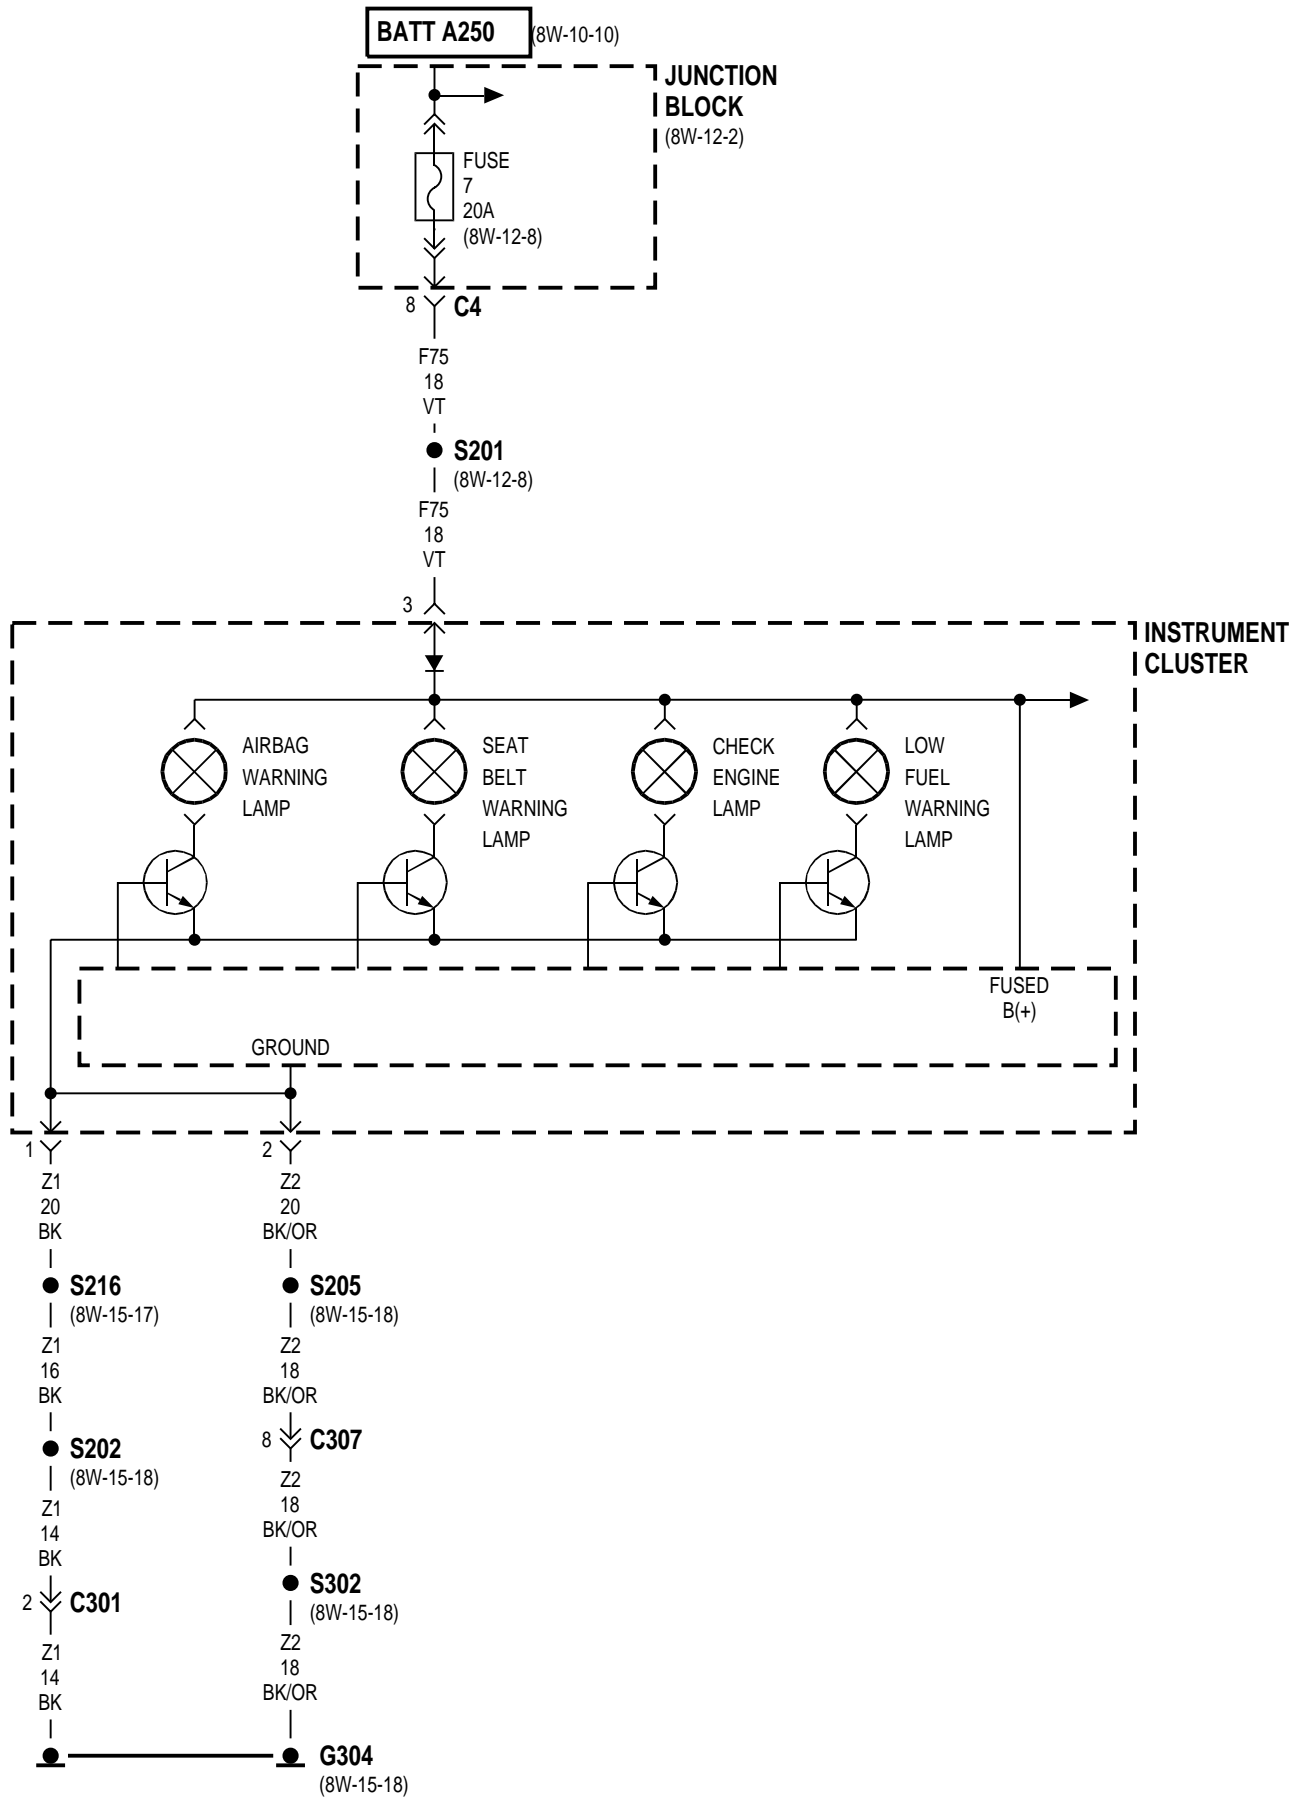 BATT A250 (8W-10-10)
JUNCTION
BLOCK
(8W-12-2)
FUSE
7
20A
(8W-12-8)
8 C4
F75
18
VT
S201
(8W-12-8)
F75
18
VT
3
INSTRUMENT
CLUSTER
AIRBAG
WARNING
LAMP
SEAT
BELT
WARNING
LAMP
CHECK
ENGINE
LAMP
LOW
FUEL
WARNING
LAMP
FUSED
B(+)
GROUND
1
Z1
20
BK
S216
(8W-15-17)
Z1
16
BK
S202
(8W-15-18)
Z1
14
BK
2 C301
Z1
14
BK
2
Z2
20
BK/OR
S205
(8W-15-18)
Z2
18
BK/OR
8 C307
Z2
18
BK/OR
S302
(8W-15-18)
Z2
18
BK/OR
G304
(8W-15-18)